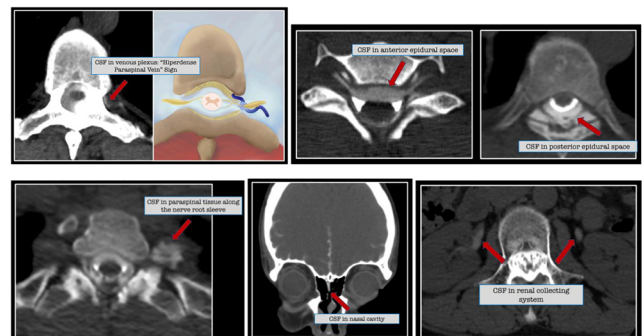 CSF in venous plexus: "Hiperdense
Paraspinal Vein" Sign
CSF in anterior epidural space
CSF in posterior epidural space
CSF in paraspinal tissue along
the nerve root sleeve
CSF in nasal cavity
CSF in renal collecting
system